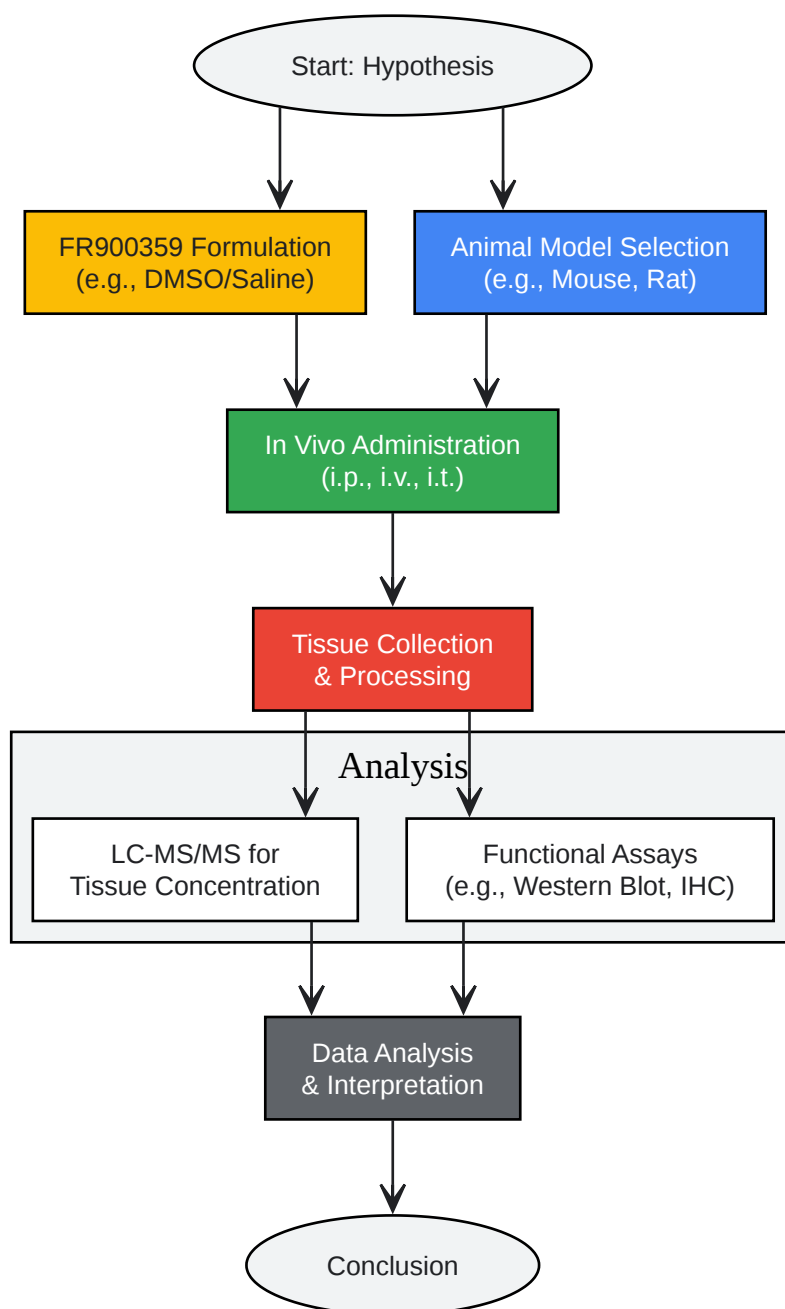 Start: Hypothesis
FR900359 Formulation
(e.g., DMSO/Saline)
Animal Model Selection
(e.g., Mouse, Rat)
In Vivo Administration
(i.p., i.v., i.t.)
Tissue Collection
& Processing
Analysis
LC-MS/MS for
Tissue Concentration
Functional Assays
(e.g., Western Blot, IHC)
Data Analysis
& Interpretation
Conclusion